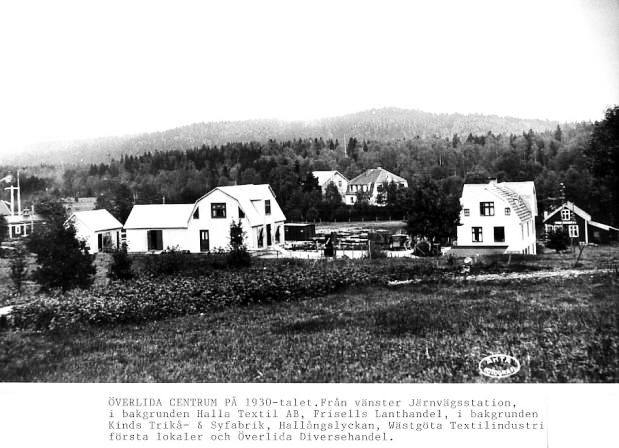 ÖVERLIDA CENTRUM PÅ 1930-talet.Från vänster Järnvägsstation,
i bakgrunden Halla Textil AB, Frisells Lanthandel, i bakgrunden
Kinds Trikå- & Syfabrik, Hallångslyckan, Wästgöta Textilindustri
första lokaler och Överlida Diversehandel.